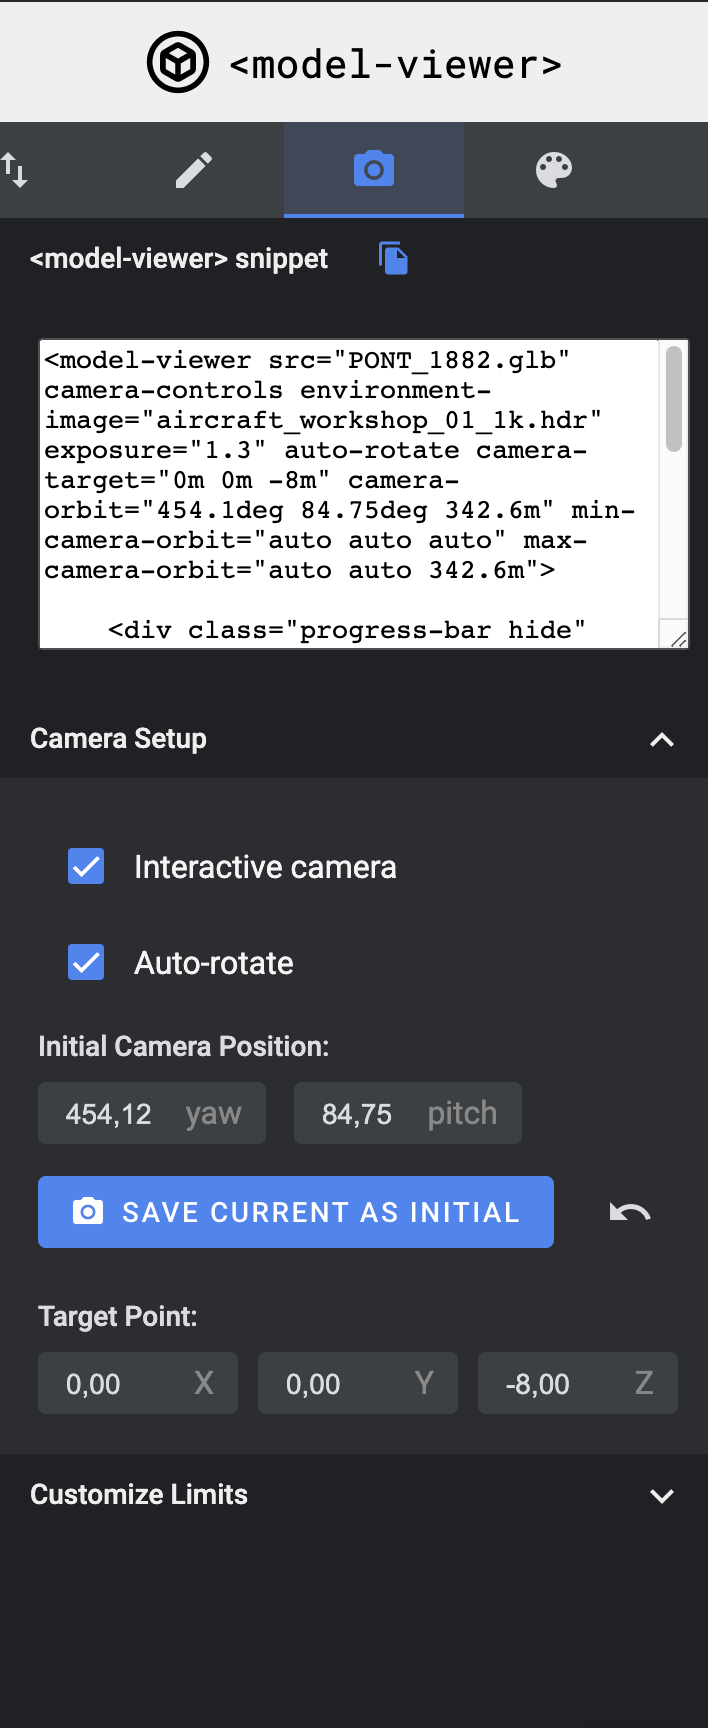 <model-viewer>
<model-viewer> snippet
<model-viewer src="PONT_1882.glb"
camera-controls environment-
image="aircraft_workshop_01_1k.hdr"
exposure="1.3" auto-rotate camera-
target="0m 0m -8m" camera-
orbit="454.1deg 84.75deg 342.6m" min-
camera-orbit="auto auto auto" max-
camera-orbit="auto auto 342.6m">
<div class="progress-bar hide"
Camera Setup
Interactive camera
Auto-rotate
Initial Camera Position:
454,12 yaw 84,75 pitch
SAVE CURRENT AS INITIAL
Target Point:
0,00 X 0,00 Y -8,00 Z
Customize Limits